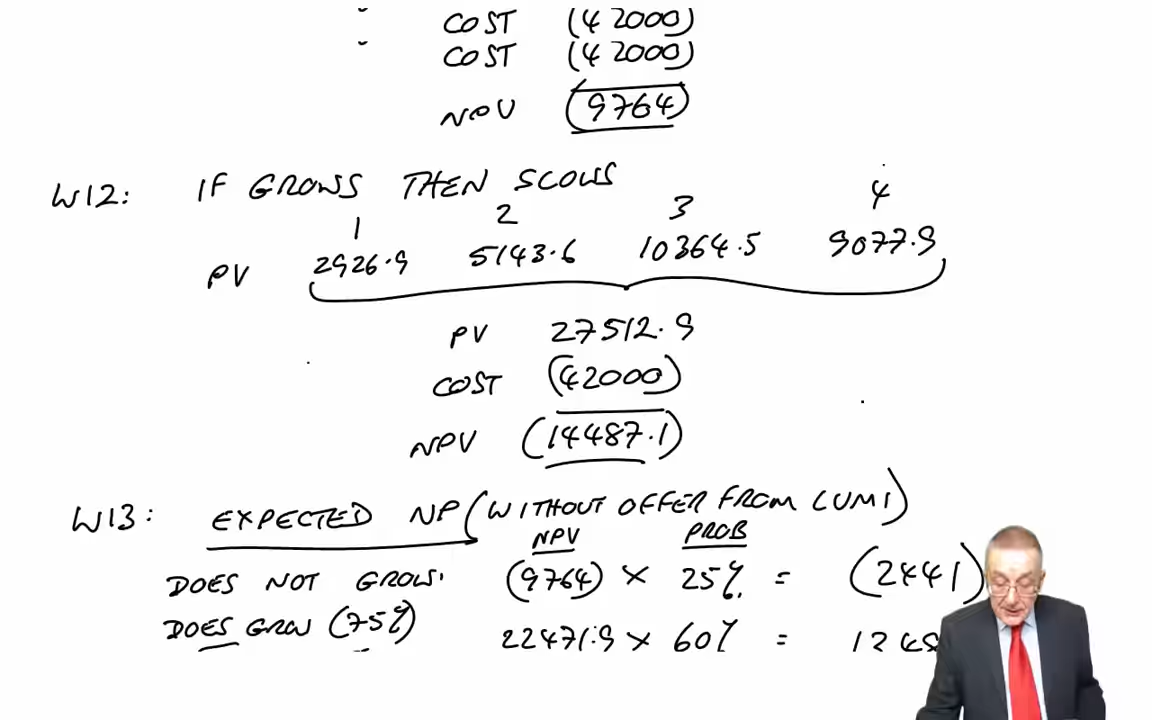 COST (42000)
COST (42000)
NPV (9764)
W12: IF GROWS THEN SLOWS
1 2 3 4
PV 2926.9 5143.6 10364.5 9077.9
PV 27512.9
COST (42000)
NPV (14487.1)
W13: EXPECTED NP (WITHOUT OFFER FROM LUMI)
NPV PROB
DOES NOT GROW: (9764) × 25% = (2441)
DOES GROW (75%) 22471.9 × 60% =